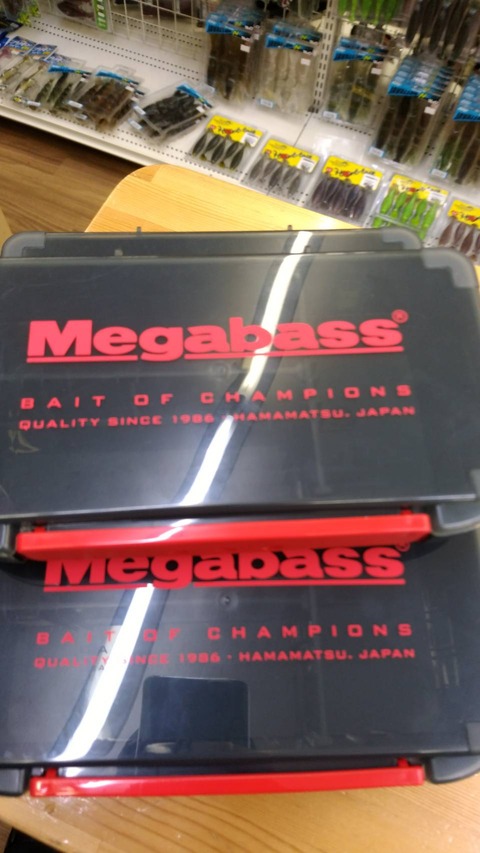 Megabass®
BAIT OF CHAMPIONS
QUALITY SINCE 1986 - HAMAMATSU. JAPAN
Megabass
BAIT OF CHAMPIONS
QUALITY SINCE 1986 - HAMAMATSU. JAPAN